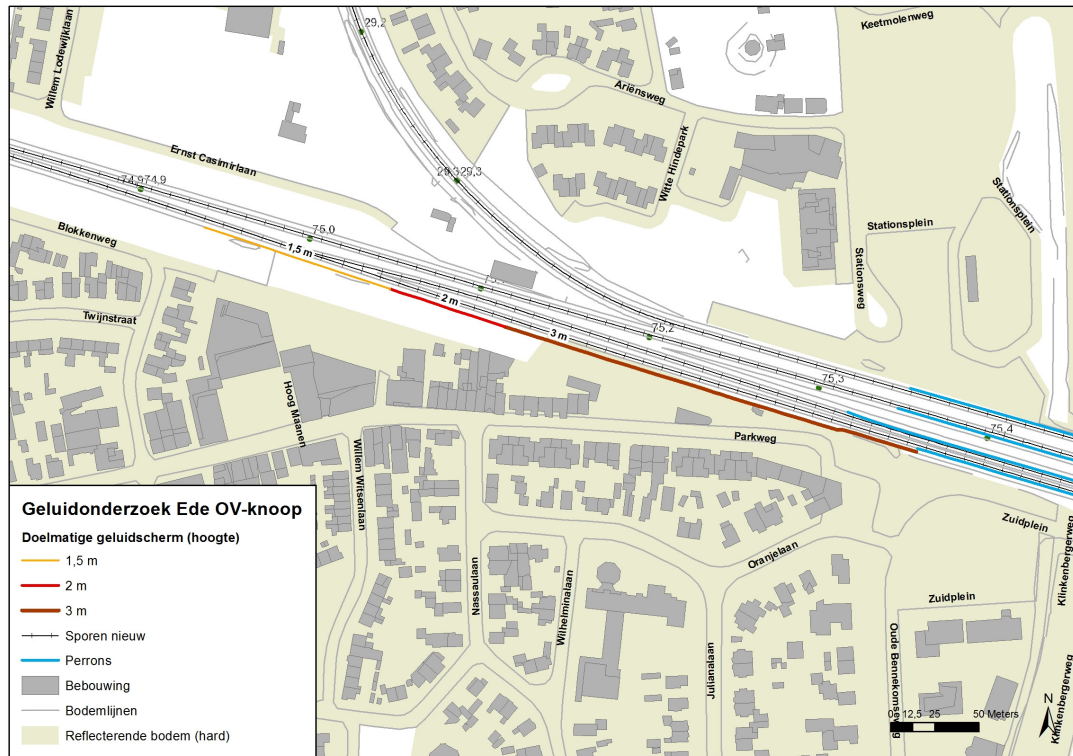 29,2
Keetmolenweg
Willem Lodewijklaan
Ariënsweg
Ernst Casimirlaan
Witte Hindepark
29,329,3
74,974,9
Stationsplein
Stationsplein
Blokkenweg
75,0
1,5 m
Stationsweg
2 m
Twijnstraat
3 m
75,2
75,3
Hoog Maanen
75,4
Parkweg
Willem Witsenlaan
Geluidonderzoek Ede OV-knoop
Doelmatige geluidscherm (hoogte)
1,5 m
2 m
3 m
Sporen nieuw
Perrons
Bebouwing
Bodemlijnen
Reflecterende bodem (hard)
Zuidplein
Oranjelaan
Klinkenbergerweg
Nassaulaan
Wilhelminalaan
Zuidplein
Julianalaan
Oude Bennekomseweg
Klinkenbergerweg
N
0 12,5 25 50 Meters